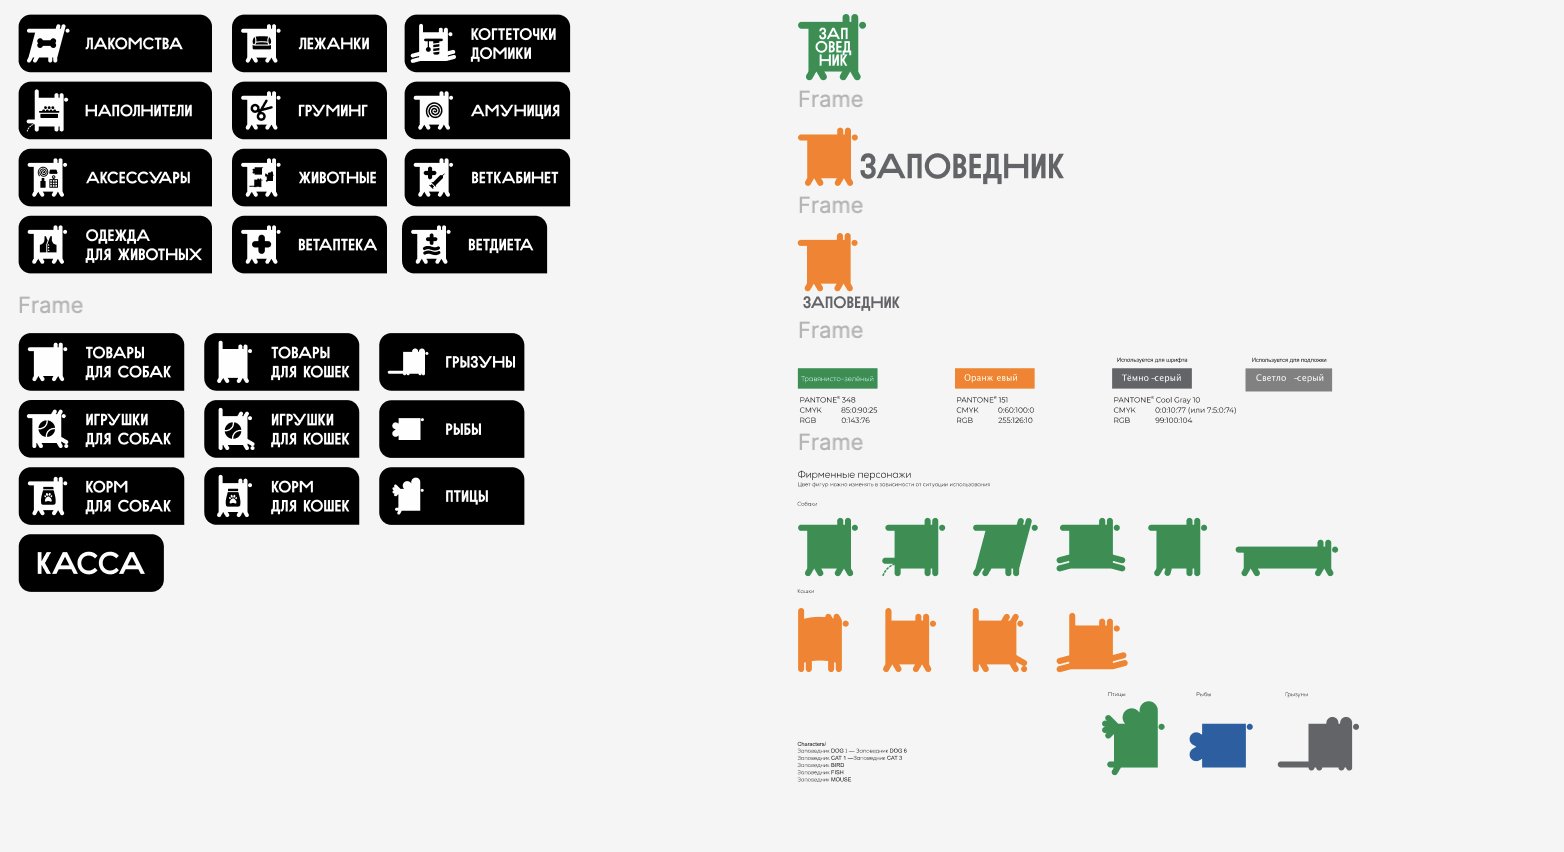 ЛАКОМСТВА
ЛЕЖАНКИ
КОГТЕТОЧКИ
ДОМИКИ
НАПОЛНИТЕЛИ
ГРУМИНГ
АМУНИЦИЯ
АКСЕССУАРЫ
ЖИВОТНЫЕ
ВЕТКАБИНЕТ
ОДЕЖДА
ДЛЯ ЖИВОТНЫХ
ВЕТАПТЕКА
ВЕТДИЕТА
Frame
ТОВАРЫ
ДЛЯ СОБАК
ТОВАРЫ
ДЛЯ КОШЕК
ГРЫЗУНЫ
ИГРУШКИ
ДЛЯ СОБАК
ИГРУШКИ
ДЛЯ КОШЕК
РЫБЫ
КОРМ
ДЛЯ СОБАК
КОРМ
ДЛЯ КОШЕК
ПТИЦЫ
КАССА
ЗАП
ОВЕД
НИК
Frame
ЗАПОВЕДНИК
Frame
ЗАПОВЕДНИК
Frame
Используется для шрифта
Используется для подложки
Травянисто-зелёный
Оранж евый
Тёмно -серый
Светло -серый
PANTONE® 348
CMYK 85:0:90:25
RGB 0:143:76
PANTONE® 151
CMYK 0:60:100:0
RGB 255:126:10
PANTONE® Cool Gray 10
CMYK 0:0:10:77 (или 7:5:0:74)
RGB 99:100:104
Frame
Фирменные персонажи
Цвет фигур можно изменять в зависимости от ситуации использования
Собаки
Кошки
Птицы
Рыбы
Грызуны
Characters/
Заповедник DOG 1 — Заповедник DOG 6
Заповедник CAT 1 —Заповедник CAT 3
Заповедник BIRD
Заповедник FISH
Заповедник MOUSE